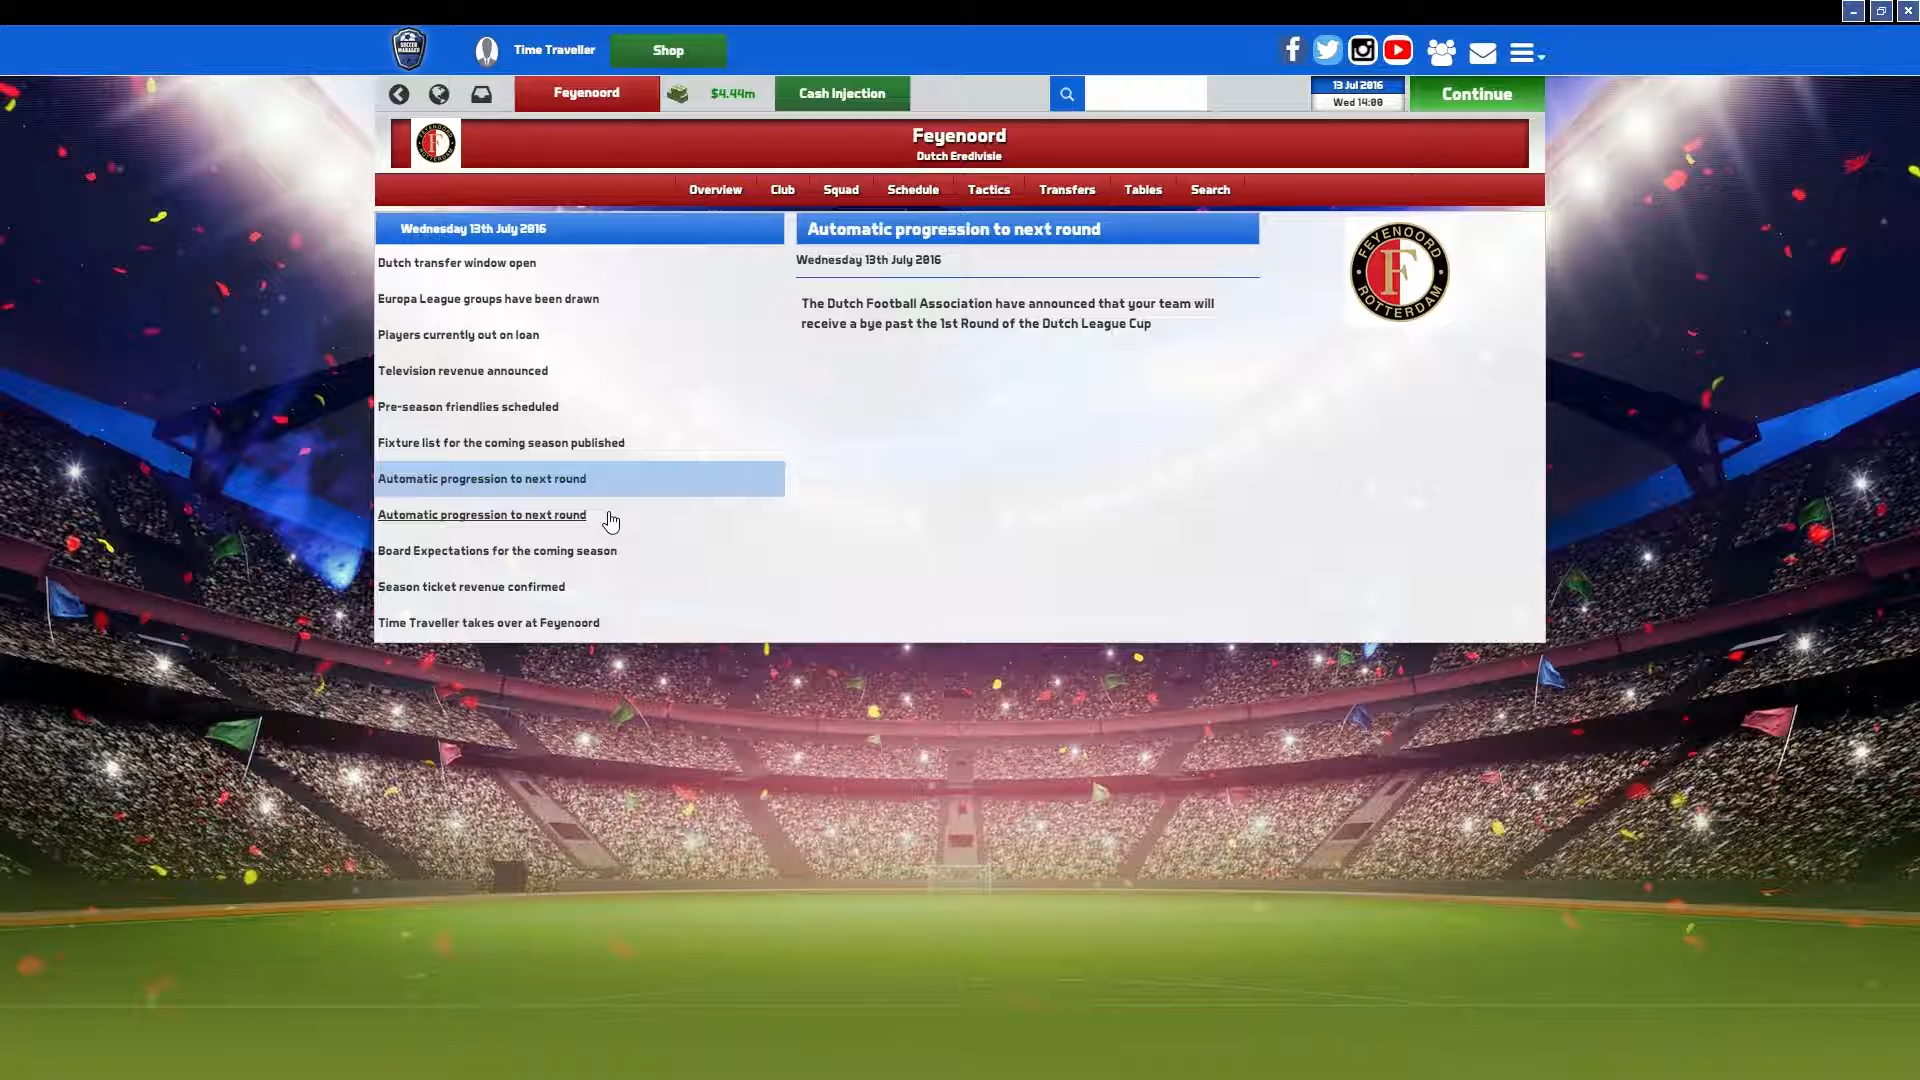 SOCCER MANAGER
Time Traveller
Shop
Feyenoord
$4.44m
Cash Injection
13 Jul 2016
Wed 14:00
Continue
FEYENOORD
F
ROTTERDAM
Feyenoord
Dutch Eredivisie
Overview
Club
Squad
Schedule
Tactics
Transfers
Tables
Search
Wednesday 13th July 2016
Dutch transfer window open
Europa League groups have been drawn
Players currently out on loan
Television revenue announced
Pre-season friendlies scheduled
Fixture list for the coming season published
Automatic progression to next round
Automatic progression to next round
Board Expectations for the coming season
Season ticket revenue confirmed
Time Traveller takes over at Feyenoord
Automatic progression to next round
Wednesday 13th July 2016
The Dutch Football Association have announced that your team will
receive a bye past the 1st Round of the Dutch League Cup
FEYENOORD
F
ROTTERDAM